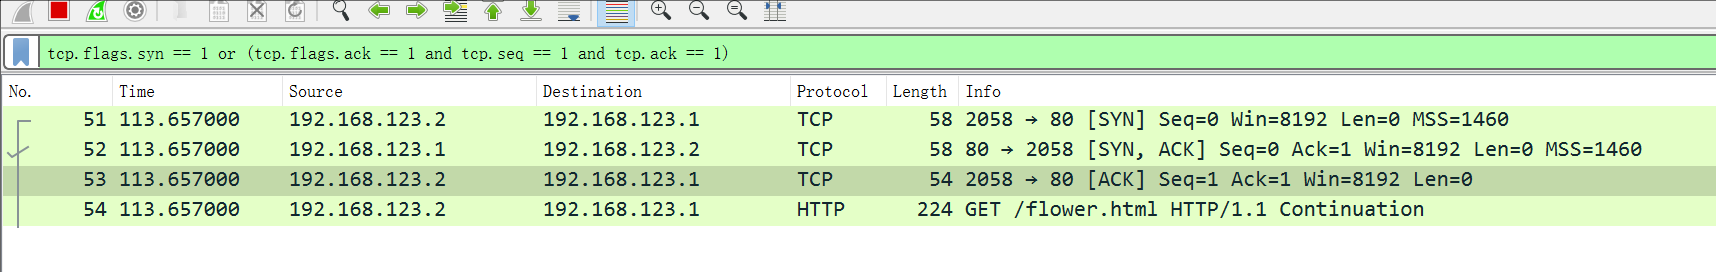 tcp.flags.syn == 1 or (tcp.flags.ack == 1 and tcp.seq == 1 and tcp.ack == 1)
No. Time Source Destination Protocol Length Info
51 113.657000 192.168.123.2 192.168.123.1 TCP 58 2058 → 80 [SYN] Seq=0 Win=8192 Len=0 MSS=1460
52 113.657000 192.168.123.1 192.168.123.2 TCP 58 80 → 2058 [SYN, ACK] Seq=0 Ack=1 Win=8192 Len=0 MSS=1460
53 113.657000 192.168.123.2 192.168.123.1 TCP 54 2058 → 80 [ACK] Seq=1 Ack=1 Win=8192 Len=0
54 113.657000 192.168.123.2 192.168.123.1 HTTP 224 GET /flower.html HTTP/1.1 Continuation